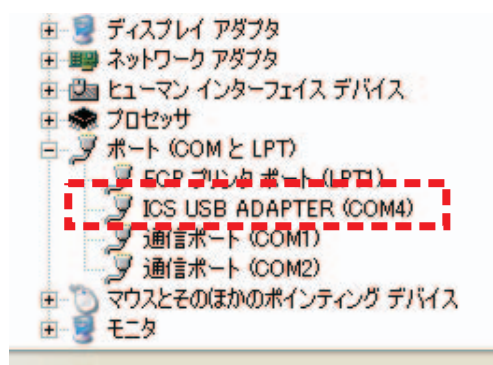 ディスプレイ アダプタ
ネットワーク アダプタ
ヒューマン インターフェイス デバイス
プロセッサ
ポート (COM と LPT)
ECP プリンタ ポート (LPT1)
ICS USB ADAPTER (COM4)
通信ポート (COM1)
通信ポート (COM2)
マウスとそのほかのポインティング デバイス
モニタ